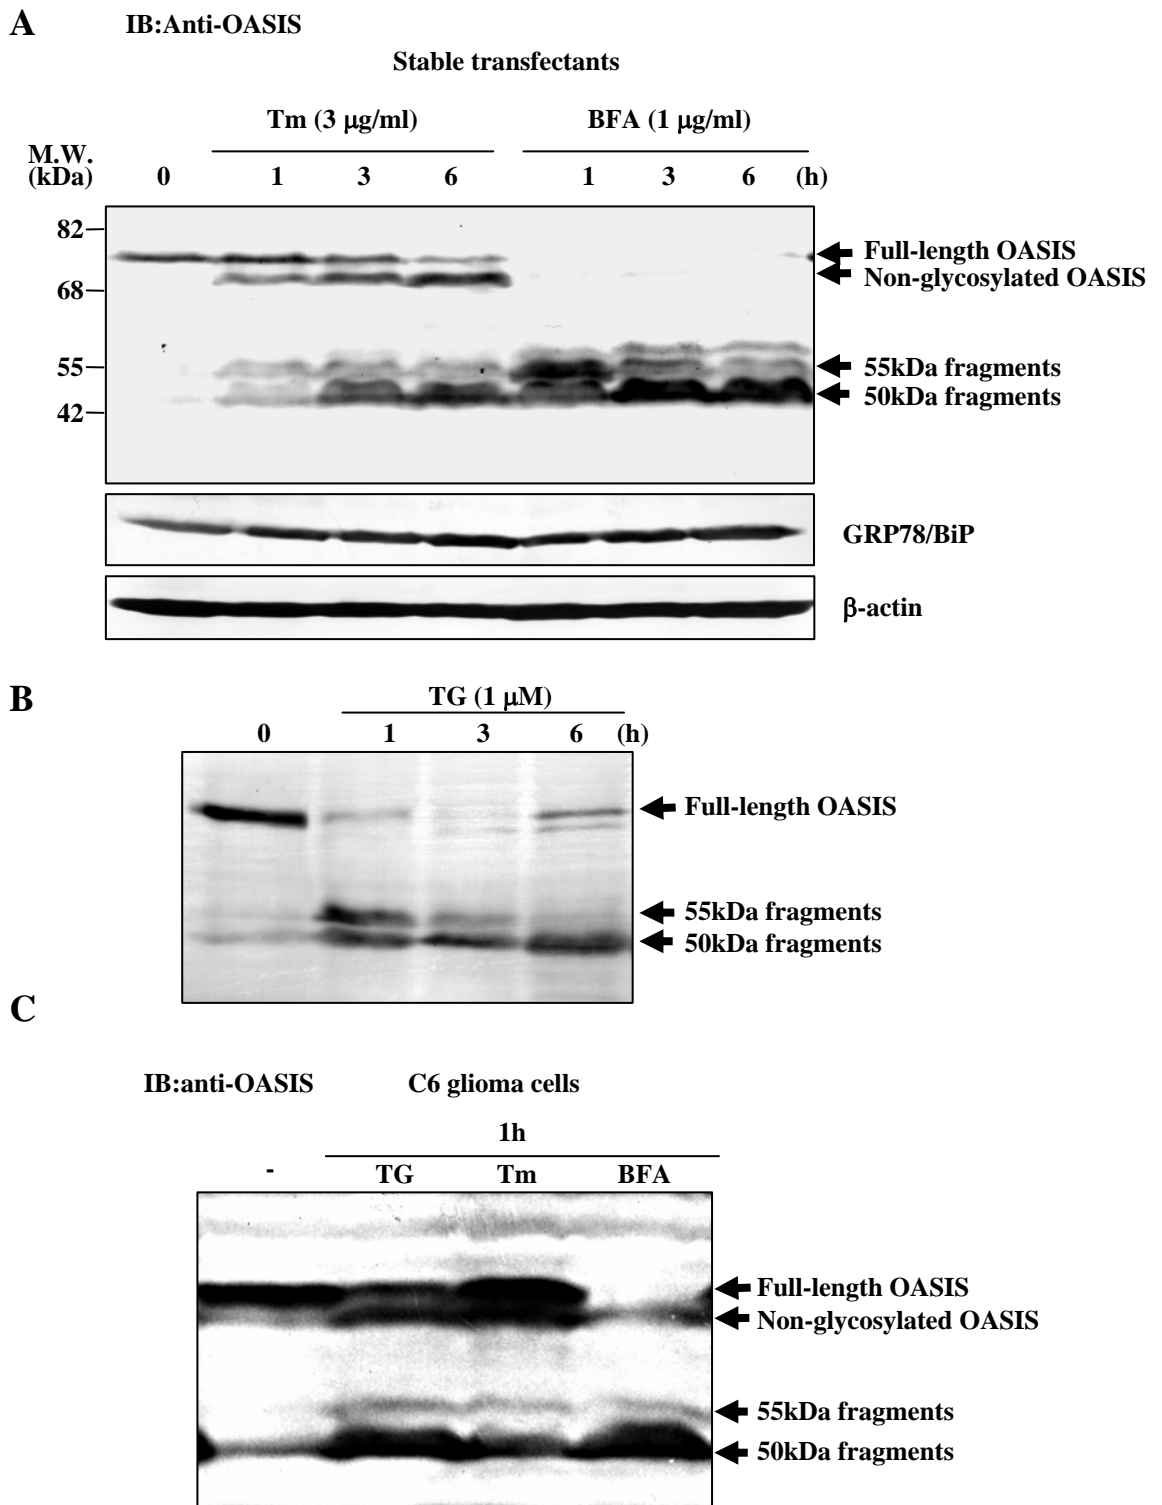 A
IB:Anti-OASIS
Stable transfectants
Tm (3 μg/ml) BFA (1 μg/ml)
M.W.
(kDa) 0 1 3 6 1 3 6 (h)
82
Full-length OASIS
Non-glycosylated OASIS
68
55
55kDa fragments
50kDa fragments
42
GRP78/BiP
β-actin
B
TG (1 μM)
0 1 3 6 (h)
Full-length OASIS
55kDa fragments
50kDa fragments
C
IB:anti-OASIS C6 glioma cells
1h
- TG Tm BFA
Full-length OASIS
Non-glycosylated OASIS
55kDa fragments
50kDa fragments